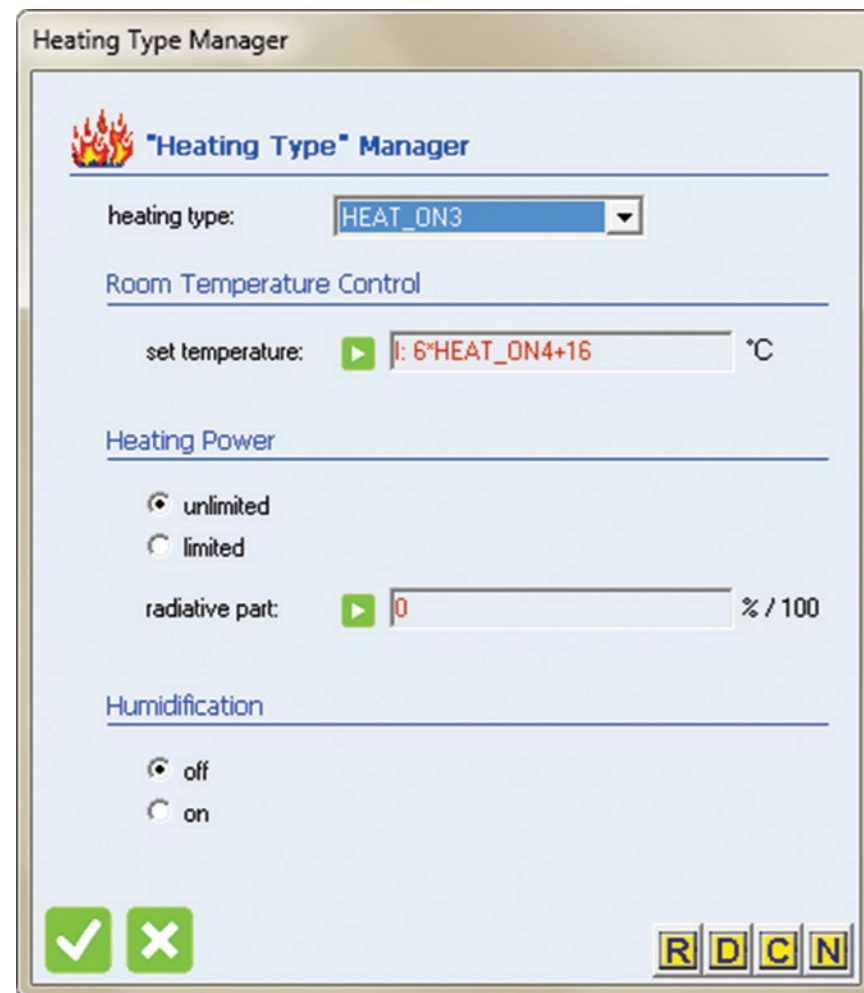 Heating Type Manager
"Heating Type" Manager
heating type: HEAT_ON3
Room Temperature Control
set temperature: I: 6*HEAT_ON4+16 °C
Heating Power
unlimited
limited
radiative part: 0 % / 100
Humidification
off
on
R D C N